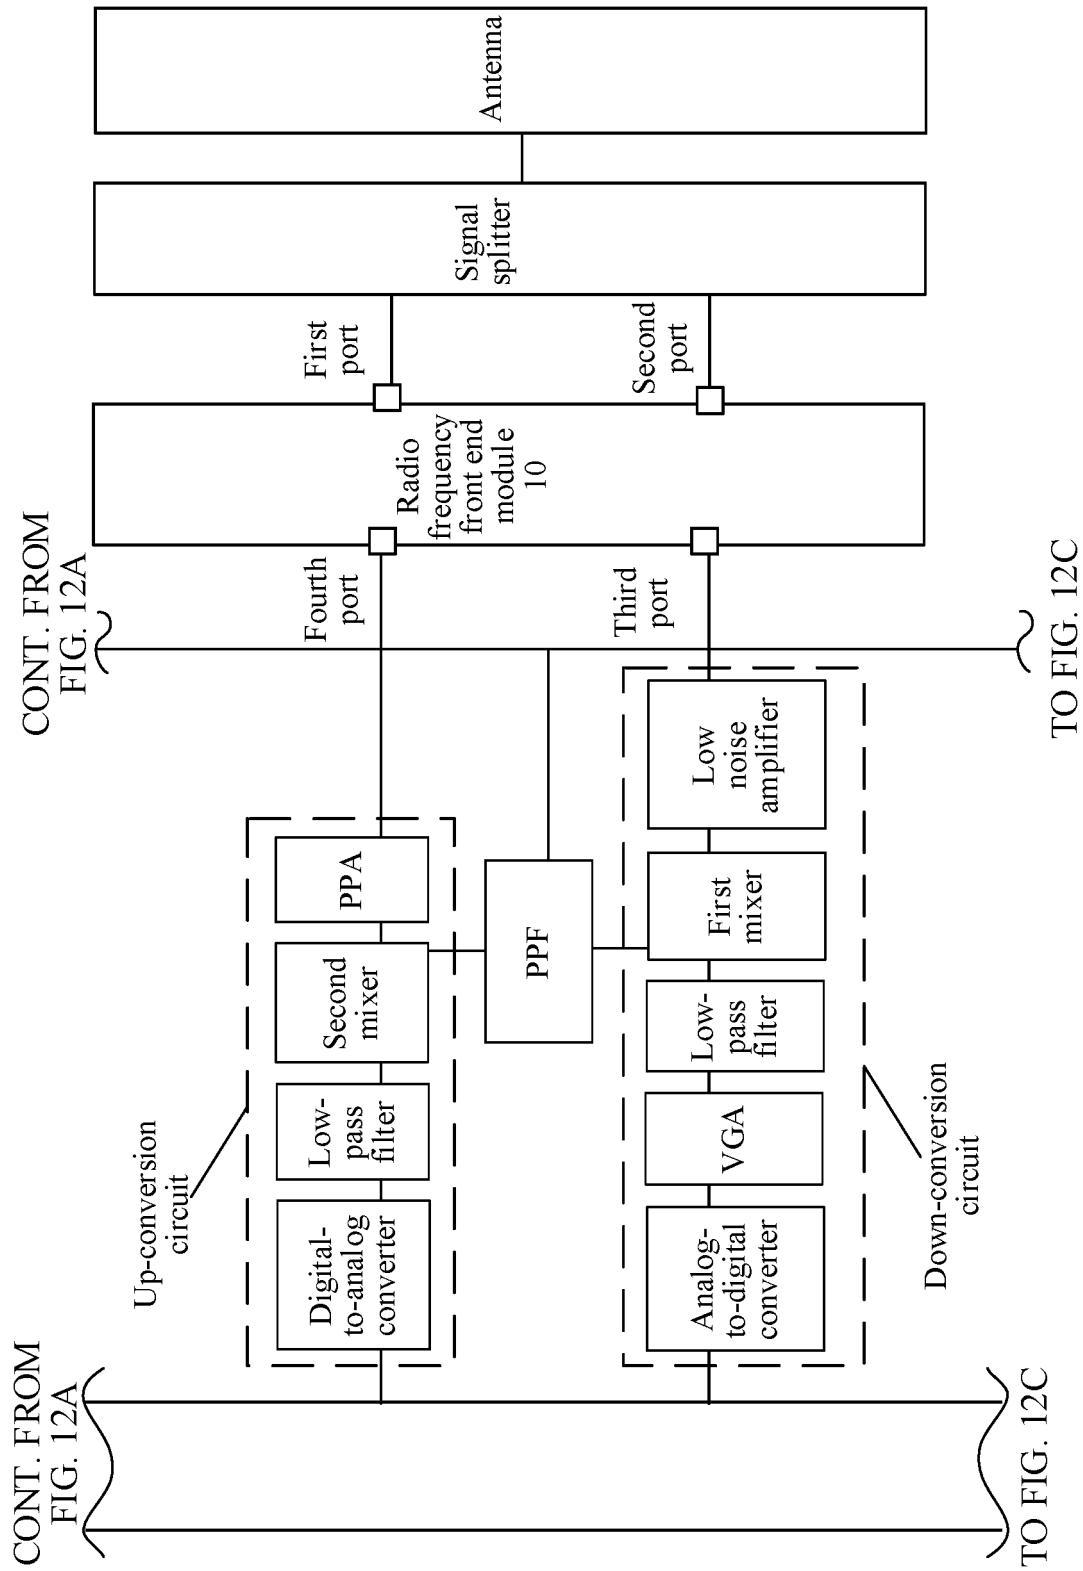 CONT. FROM
FIG. 12A
CONT. FROM
FIG. 12A
Up-conversion
circuit
Digital-
to-analog
converter
Low-
pass
filter
Second
mixer
PPA
Fourth
port
First
port
PPF
Radio
frequency
front end
module
10
Signal
splitter
Antenna
Analog-
to-digital
converter
VGA
Low-
pass
filter
First
mixer
Low
noise
amplifier
Third
port
Second
port
Down-conversion
circuit
TO FIG. 12C
TO FIG. 12C